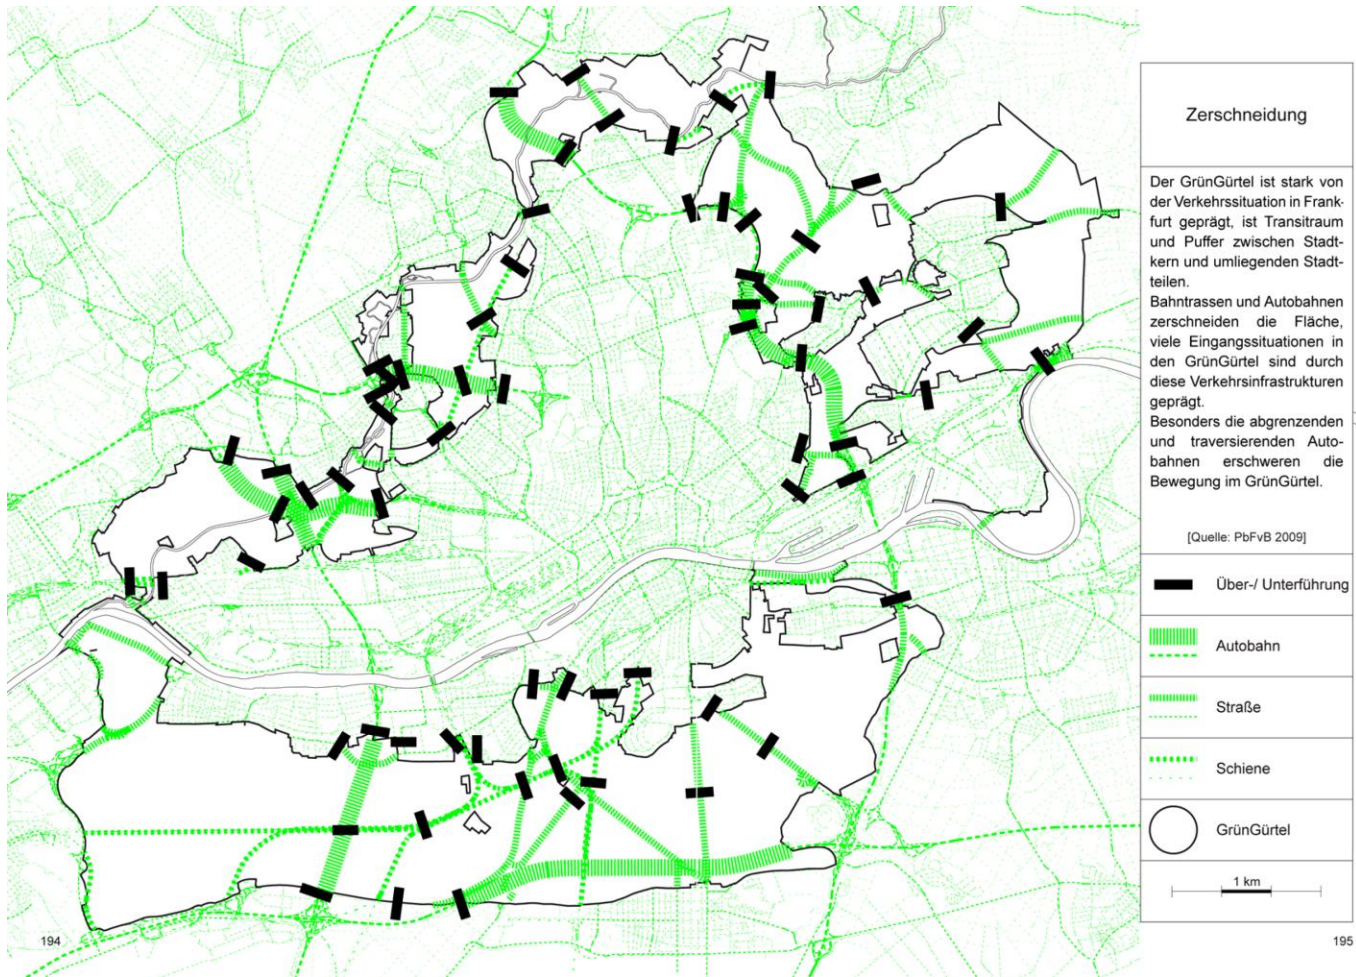 Zerschneidung
Der GrünGürtel ist stark von
der Verkehrssituation in Frank-
furt geprägt, ist Transitraum
und Puffer zwischen Stadt-
kern und umliegenden Stadt-
teilen.
Bahntrassen und Autobahnen
zerschneiden die Fläche,
viele Eingangssituationen in
den GrünGürtel sind durch
diese Verkehrsinfrastrukturen
geprägt.
Besonders die abgrenzenden
und traversierenden Auto-
bahnen erschweren die
Bewegung im GrünGürtel.
[Quelle: PbFvB 2009]
Über-/ Unterführung
Autobahn
Straße
Schiene
GrünGürtel
1 km
194
195